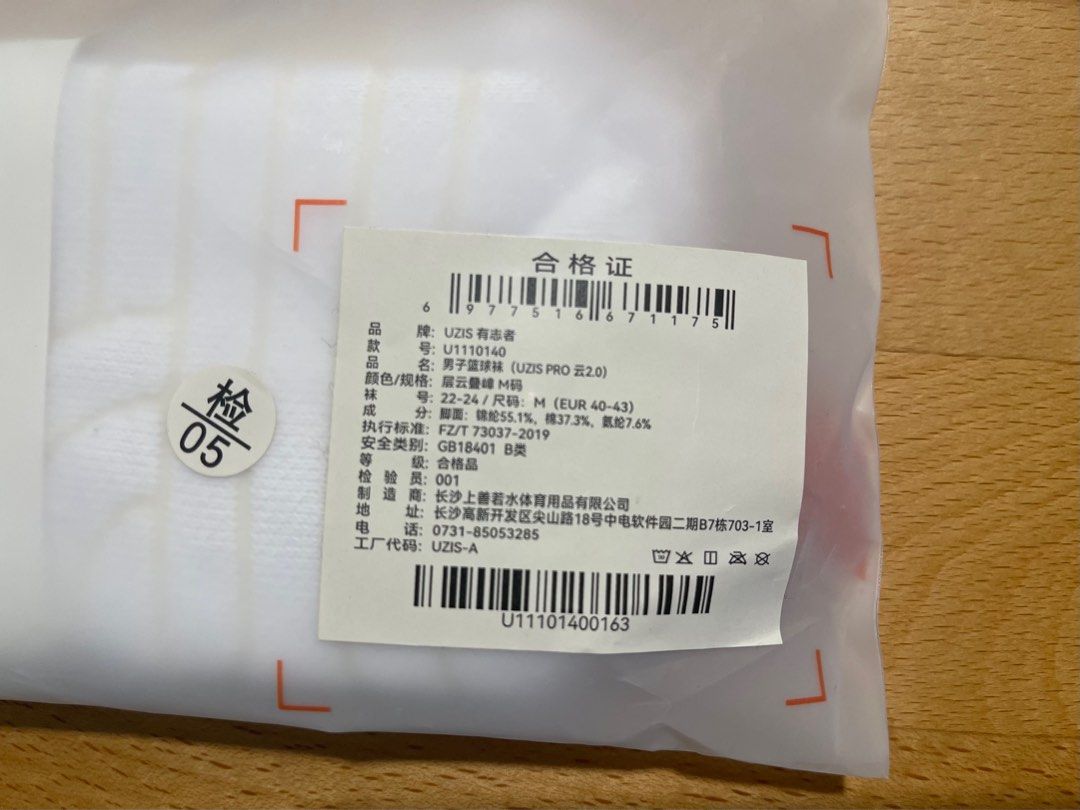 合格证
6 977516 671175
品牌：UZIS 有志者
款号：U1110140
品名：男子篮球袜（UZIS PRO 云2.0）
颜色/规格：层云叠嶂 M码
袜号：22-24 / 尺码：M（EUR 40-43）
成分：脚面：锦纶55.1%、棉37.3%、氨纶7.6%
执行标准：FZ/T 73037-2019
安全类别：GB18401 B类
等级：合格品
检验员：001
制造商：长沙上善若水体育用品有限公司
地址：长沙高新开发区尖山路18号中电软件园二期B7栋703-1室
电话：0731-85053285
工厂代码：UZIS-A
U11101400163
检
05